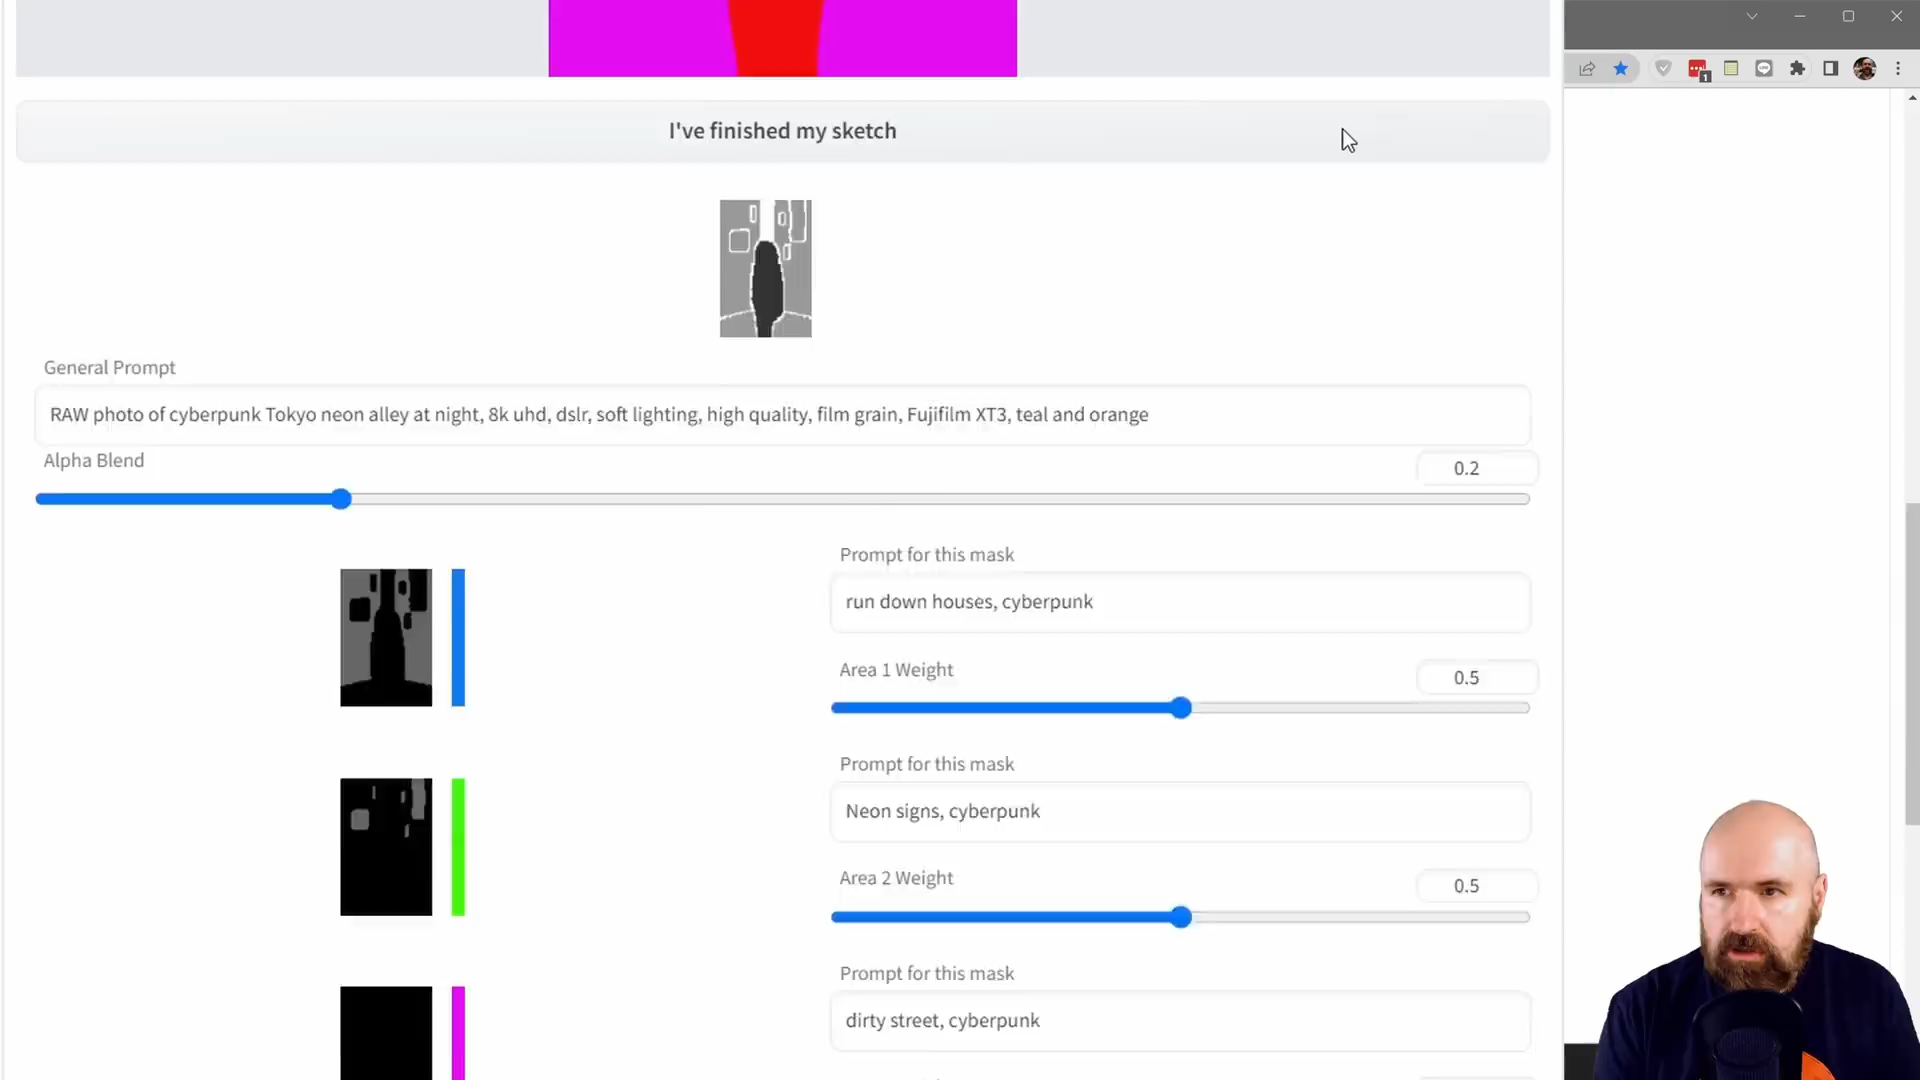 I've finished my sketch
General Prompt
RAW photo of cyberpunk Tokyo neon alley at night, 8k uhd, dslr, soft lighting, high quality, film grain, Fujifilm XT3, teal and orange
Alpha Blend
0.2
Prompt for this mask
run down houses, cyberpunk
Area 1 Weight
0.5
Prompt for this mask
Neon signs, cyberpunk
Area 2 Weight
0.5
Prompt for this mask
dirty street, cyberpunk